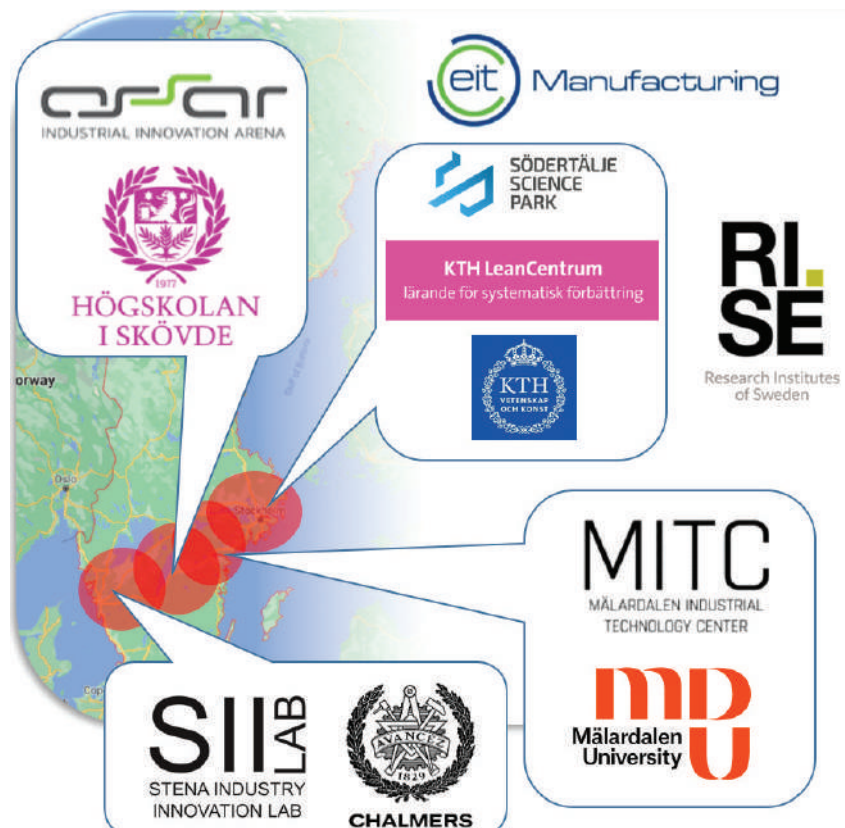 assar
INDUSTRIAL INNOVATION ARENA
1977
HÖGSKOLAN
I SKÖVDE
eit Manufacturing
SÖDERTÄLJE
SCIENCE
PARK
KTH LeanCentrum
lärande för systematisk förbättring
KTH
VETENSKAP
OCH KONST
RI.
SE
Research Institutes
of Sweden
orway
Oslo
MITC
MÄLARDALEN INDUSTRIAL
TECHNOLOGY CENTER
mDU
Mälardalen
University
SII LAB
STENA INDUSTRY
INNOVATION LAB
AVANCEZ
1829
CHALMERS